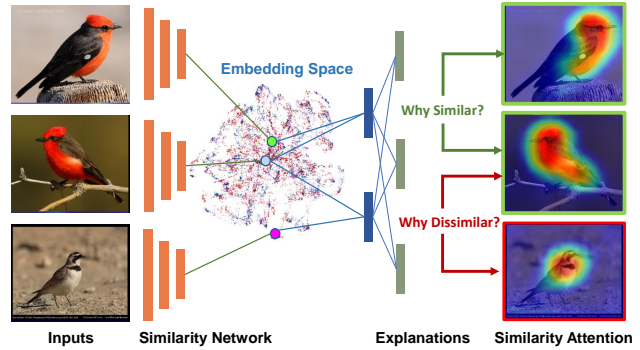 Embedding Space
Why Similar?
Why Dissimilar?
Inputs
Similarity Network
Explanations
Similarity Attention